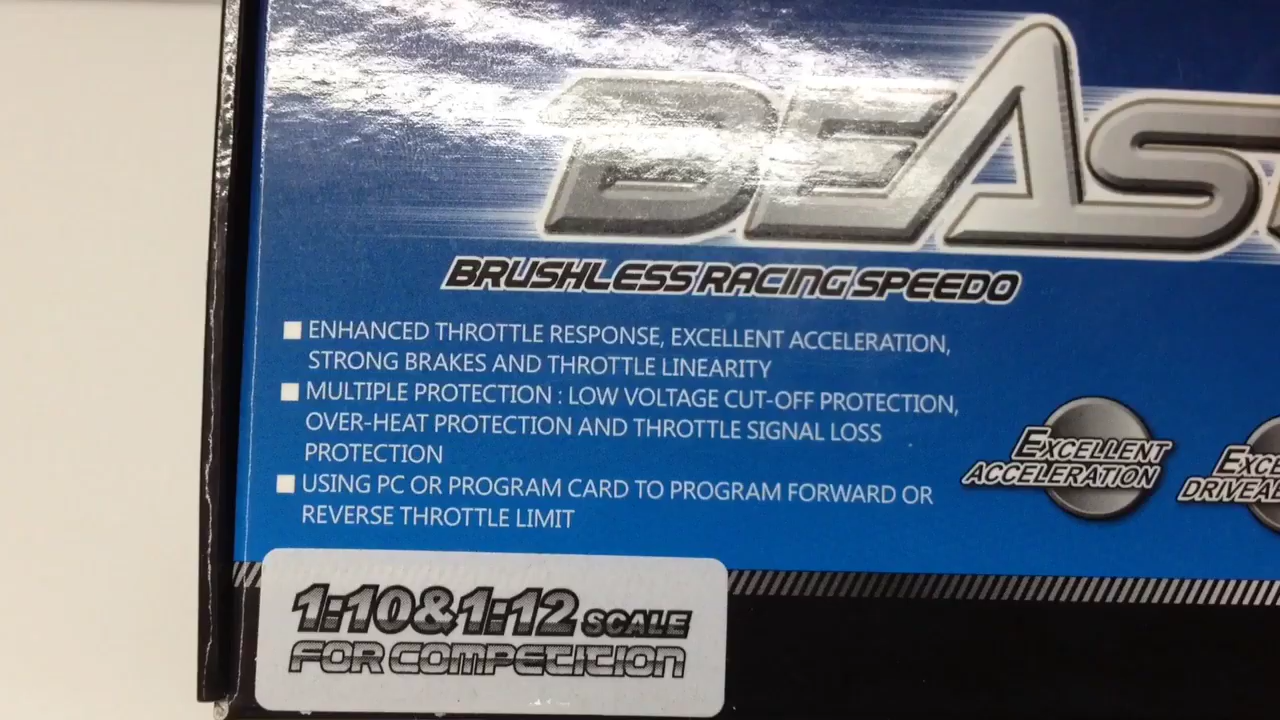 BEAS
BRUSHLESS RACING SPEEDO
■ ENHANCED THROTTLE RESPONSE, EXCELLENT ACCELERATION,
STRONG BRAKES AND THROTTLE LINEARITY
■ MULTIPLE PROTECTION : LOW VOLTAGE CUT-OFF PROTECTION,
OVER-HEAT PROTECTION AND THROTTLE SIGNAL LOSS
PROTECTION
■ USING PC OR PROGRAM CARD TO PROGRAM FORWARD OR
REVERSE THROTTLE LIMIT
EXCELLENT
ACCELERATION
1:10&1:12 SCALE
FOR COMPETITION